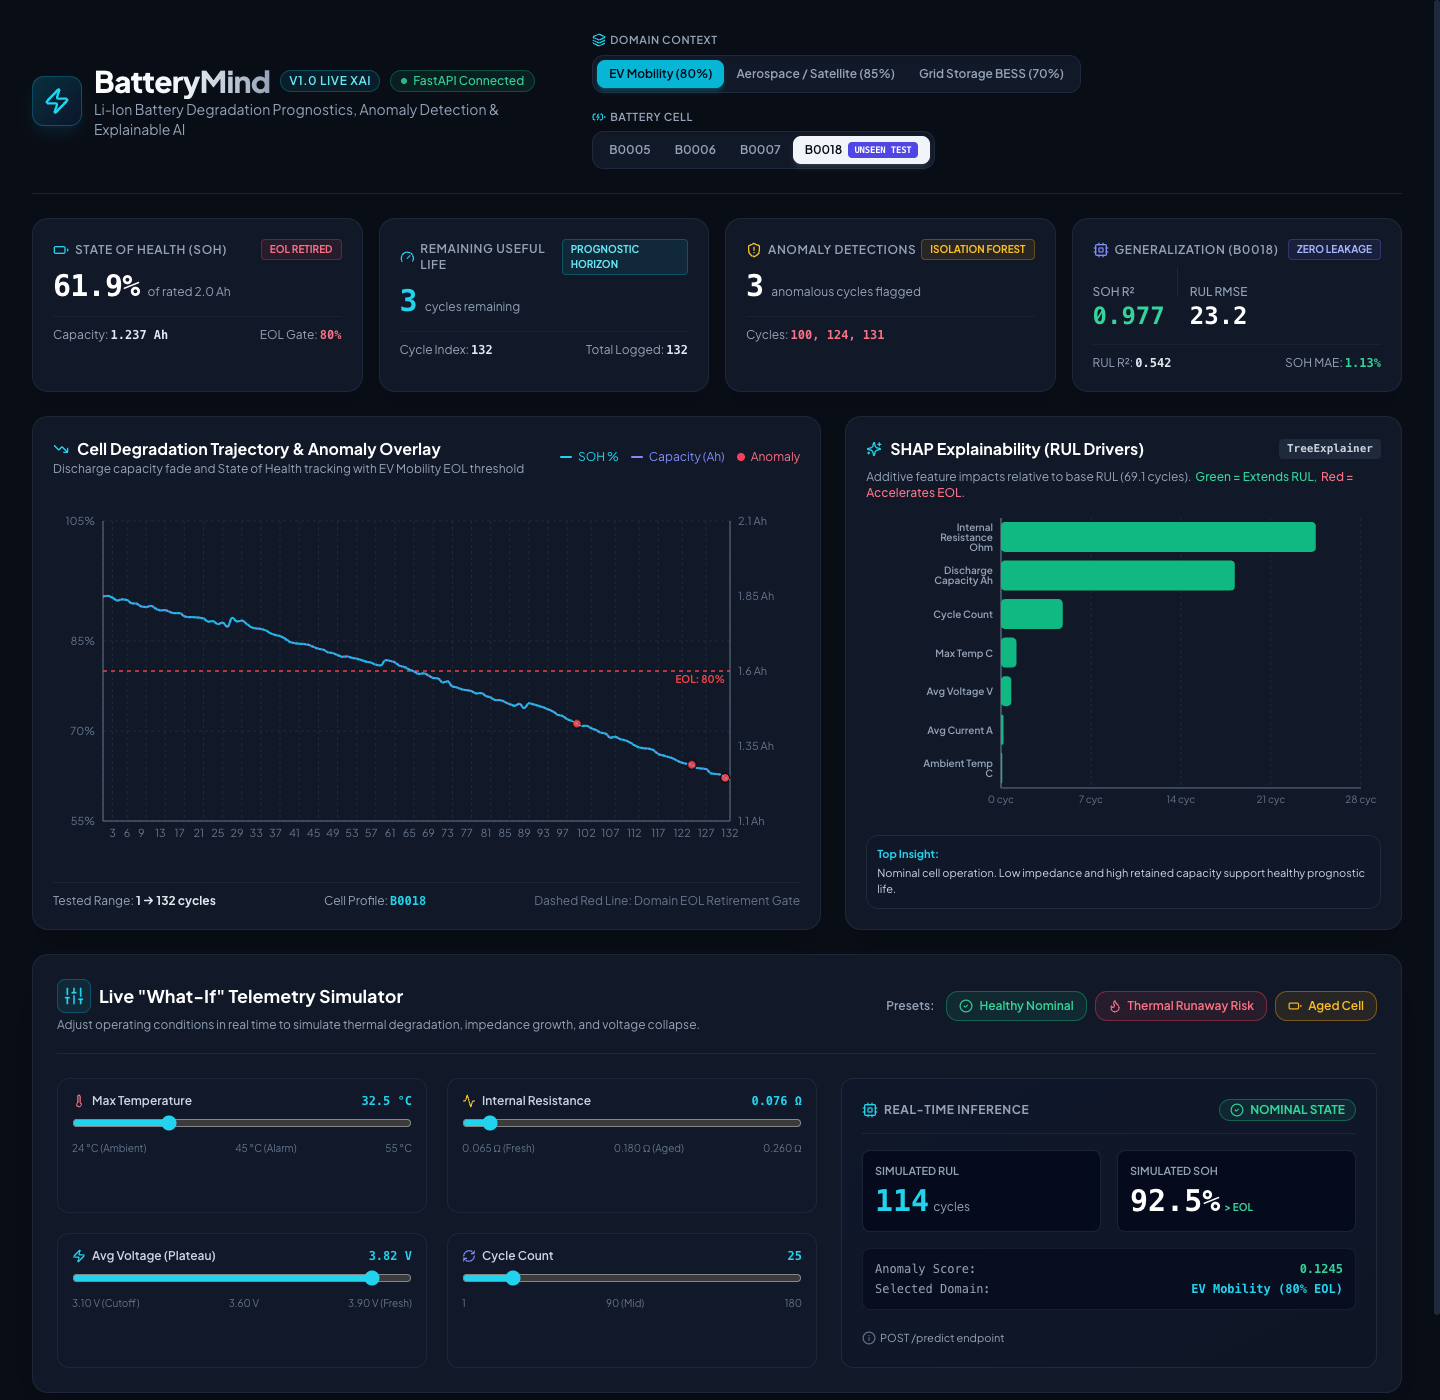 DOMAIN CONTEXT
EV Mobility (80%) Aerospace / Satellite (85%) Grid Storage BESS (70%)
BatteryMind V1.0 LIVE XAI FastAPI Connected
Li-Ion Battery Degradation Prognostics, Anomaly Detection &
Explainable AI
BATTERY CELL
B0005 B0006 B0007 B0018 UNSEEN TEST
STATE OF HEALTH (SOH) EOL RETIRED
61.9% of rated 2.0 Ah
Capacity: 1.237 Ah EOL Gate: 80%
REMAINING USEFUL
LIFE
PROGNOSTIC
HORIZON
3 cycles remaining
Cycle Index: 132 Total Logged: 132
ANOMALY DETECTIONS ISOLATION FOREST
3 anomalous cycles flagged
Cycles: 100, 124, 131
GENERALIZATION (B0018) ZERO LEAKAGE
SOH R² RUL RMSE
0.977 23.2
RUL R²: 0.542 SOH MAE: 1.13%
Cell Degradation Trajectory & Anomaly Overlay
Discharge capacity fade and State of Health tracking with EV Mobility EOL threshold
SOH % Capacity (Ah) Anomaly
105% 2.1 Ah
1.85 Ah
85%
1.6 Ah
EOL: 80%
70%
1.35 Ah
55% 1.1 Ah
3 6 9 13 17 21 25 29 33 37 41 45 49 53 57 61 65 69 73 77 81 85 89 93 97 102 107 112 117 122 127 132
Tested Range: 1 → 132 cycles Cell Profile: B0018 Dashed Red Line: Domain EOL Retirement Gate
SHAP Explainability (RUL Drivers) TreeExplainer
Additive feature impacts relative to base RUL (69.1 cycles). Green = Extends RUL, Red =
Accelerates EOL.
Internal
Resistance
Ohm
Discharge
Capacity Ah
Cycle Count
Max Temp C
Avg Voltage V
Avg Current A
Ambient Temp
C
0 cyc 7 cyc 14 cyc 21 cyc 28 cyc
Top Insight:
Nominal cell operation. Low impedance and high retained capacity support healthy prognostic
life.
Live "What-If" Telemetry Simulator
Adjust operating conditions in real time to simulate thermal degradation, impedance growth, and voltage collapse.
Presets: Healthy Nominal Thermal Runaway Risk Aged Cell
Max Temperature 32.5 °C
24 °C (Ambient) 45 °C (Alarm) 55 °C
Internal Resistance 0.076 Ω
0.065 Ω (Fresh) 0.180 Ω (Aged) 0.260 Ω
Avg Voltage (Plateau) 3.82 V
3.10 V (Cutoff) 3.60 V 3.90 V (Fresh)
Cycle Count 25
1 90 (Mid) 180
REAL-TIME INFERENCE NOMINAL STATE
SIMULATED RUL
114 cycles
SIMULATED SOH
92.5% > EOL
Anomaly Score: 0.1245
Selected Domain: EV Mobility (80% EOL)
POST /predict endpoint